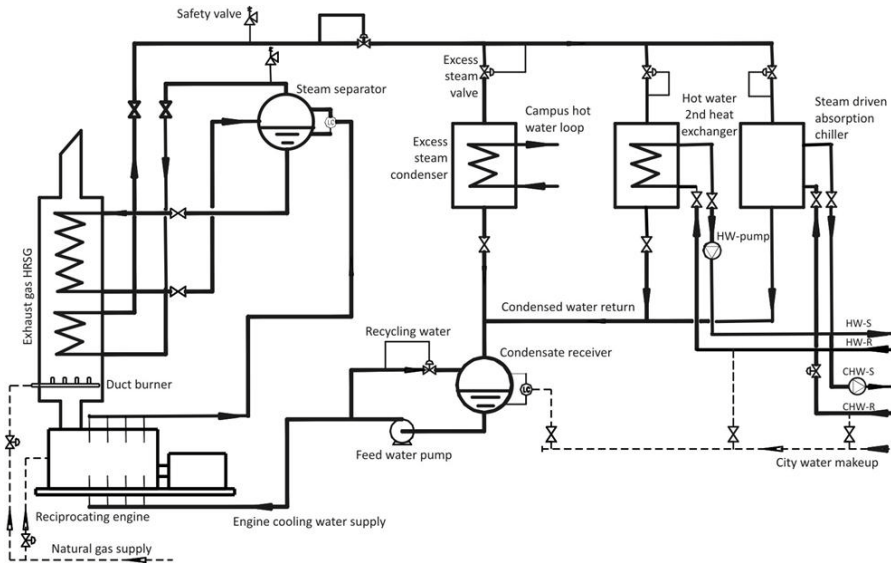 Safety valve
Steam separator
LC
Excess
steam
valve
Campus hot
water loop
Excess
steam
condenser
Hot water
2nd heat
exchanger
Steam driven
absorption
chiller
HW-pump
Exhaust gas HRSG
Condensed water return
HW-S
HW-R
Recycling water
Condensate receiver
LC
Duct burner
CHW-S
CHW-R
Feed water pump
City water makeup
Reciprocating engine
Engine cooling water supply
Natural gas supply